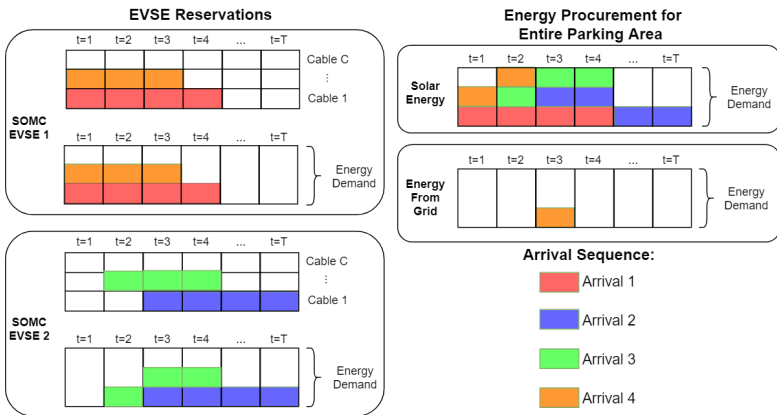 EVSE Reservations
t=1 t=2 t=3 t=4 ... t=T
Cable C
⋮
Cable 1
SOMC
EVSE 1
t=1 t=2 t=3 t=4 ... t=T
Energy
Demand
t=1 t=2 t=3 t=4 ... t=T
Cable C
⋮
Cable 1
SOMC
EVSE 2
t=1 t=2 t=3 t=4 ... t=T
Energy
Demand
Energy Procurement for
Entire Parking Area
t=1 t=2 t=3 t=4 ... t=T
Solar
Energy
Energy
Demand
t=1 t=2 t=3 t=4 ... t=T
Energy
From
Grid
Energy
Demand
Arrival Sequence:
Arrival 1
Arrival 2
Arrival 3
Arrival 4